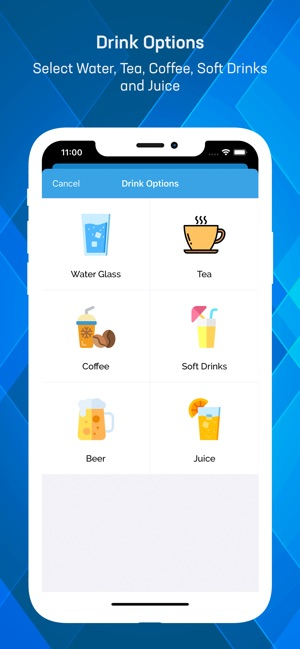 Drink Options
Select Water, Tea, Coffee, Soft Drinks
and Juice
11:00
Cancel
Drink Options
Water Glass
Tea
Coffee
Soft Drinks
Beer
Juice